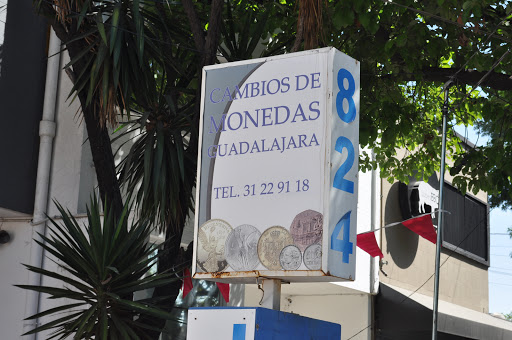 CAMBIOS DE
MONEDAS
GUADALAJARA
TEL. 31 22 91 18
824